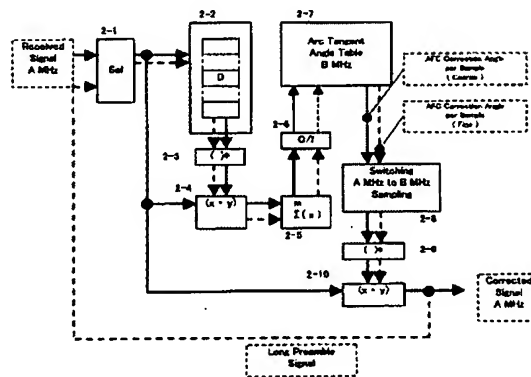 2-1
2-2
2-7
Received
Signal
A MHz
Sel
D
Arc Tangent
Angle Table
B MHz
AFC Correction Angle
per Sample
( Coarse )
AFC Correction Angle
per Sample
( Fine )
2-6
Q/I
2-3
( )*
2-4
(x * y)
m
Σ(x)
2-5
Switching
A MHz to B MHz
Sampling
2-8
( )*
2-9
2-10
(x * y)
Corrected
Signal
A MHz
Long Preamble
Signal